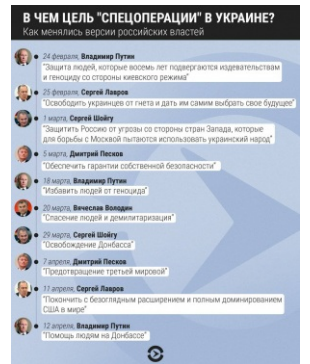 В ЧЕМ ЦЕЛЬ "СПЕЦОПЕРАЦИИ" В УКРАИНЕ?
Как менялись версии российских властей
24 февраля, Владимир Путин
"Защита людей, которые восемь лет подвергаются издевательствам
и геноциду со стороны киевского режима"
25 февраля, Сергей Лавров
"Освободить украинцев от гнета и дать им самим выбрать свое будущее"
1 марта, Сергей Шойгу
"Защитить Россию от угрозы со стороны стран Запада, которые
для борьбы с Москвой пытаются использовать украинский народ"
5 марта, Дмитрий Песков
"Обеспечить гарантии собственной безопасности"
18 марта, Владимир Путин
"Избавить людей от геноцида"
20 марта, Вячеслав Володин
"Спасение людей и демилитаризация"
29 марта, Сергей Шойгу
"Освобождение Донбасса"
7 апреля, Дмитрий Песков
"Предотвращение третьей мировой"
11 апреля, Сергей Лавров
"Покончить с безоглядным расширением и полным доминированием
США в мире"
12 апреля, Владимир Путин
"Помощь людям на Донбассе"